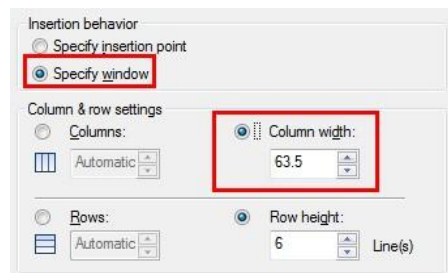 Insertion behavior
Specify insertion point
Specify window
Column & row settings
Columns: Column width:
Automatic 63.5
Rows: Row height:
Automatic 6 Line(s)